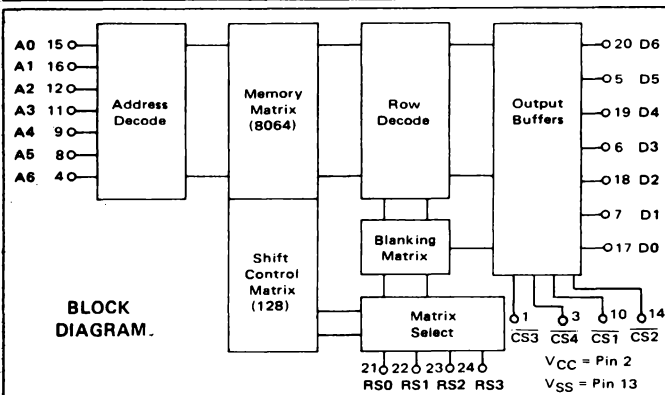 A0 15
A1 16
A2 12
A3 11
A4 9
A5 8
A6 4
Address
Decode
Memory
Matrix
(8064)
Row
Decode
Output
Buffers
20 D6
5 D5
19 D4
6 D3
18 D2
7 D1
17 D0
Shift
Control
Matrix
(128)
Blanking
Matrix
Matrix
Select
BLOCK
DIAGRAM.
1 3 10 14
CS3 CS4 CS1 CS2
21 22 23 24
RS0 RS1 RS2 RS3
VCC = Pin 2
VSS = Pin 13